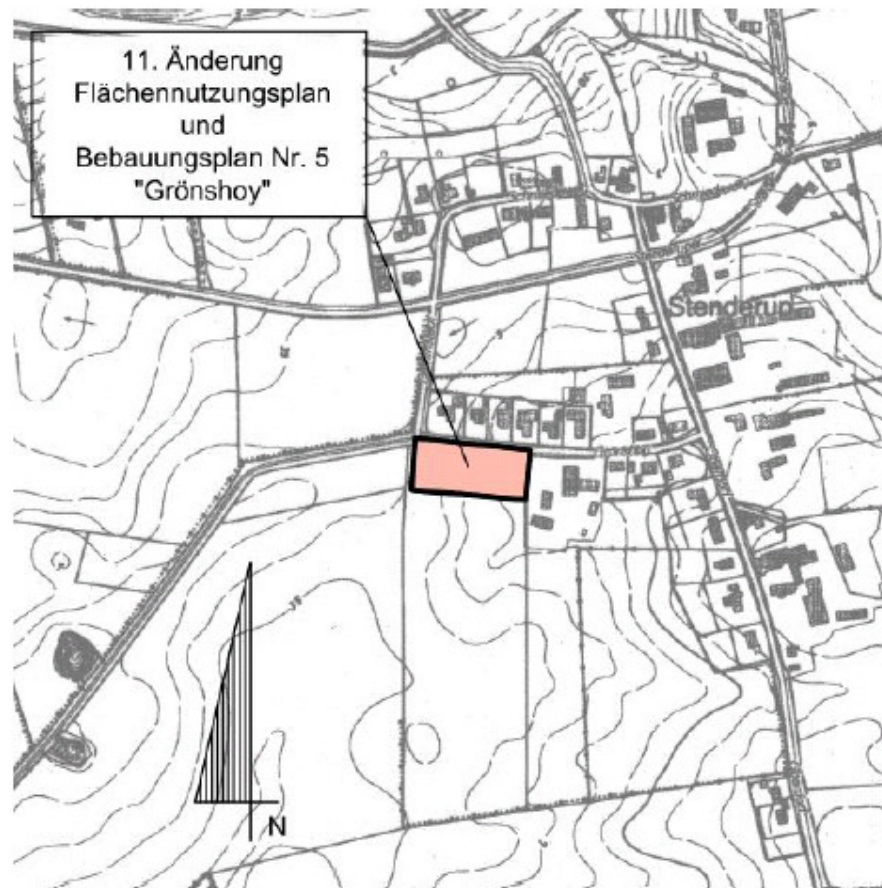 11. Änderung
Flächennutzungsplan
und
Bebauungsplan Nr. 5
"Grönshoy"
Stenderup
N